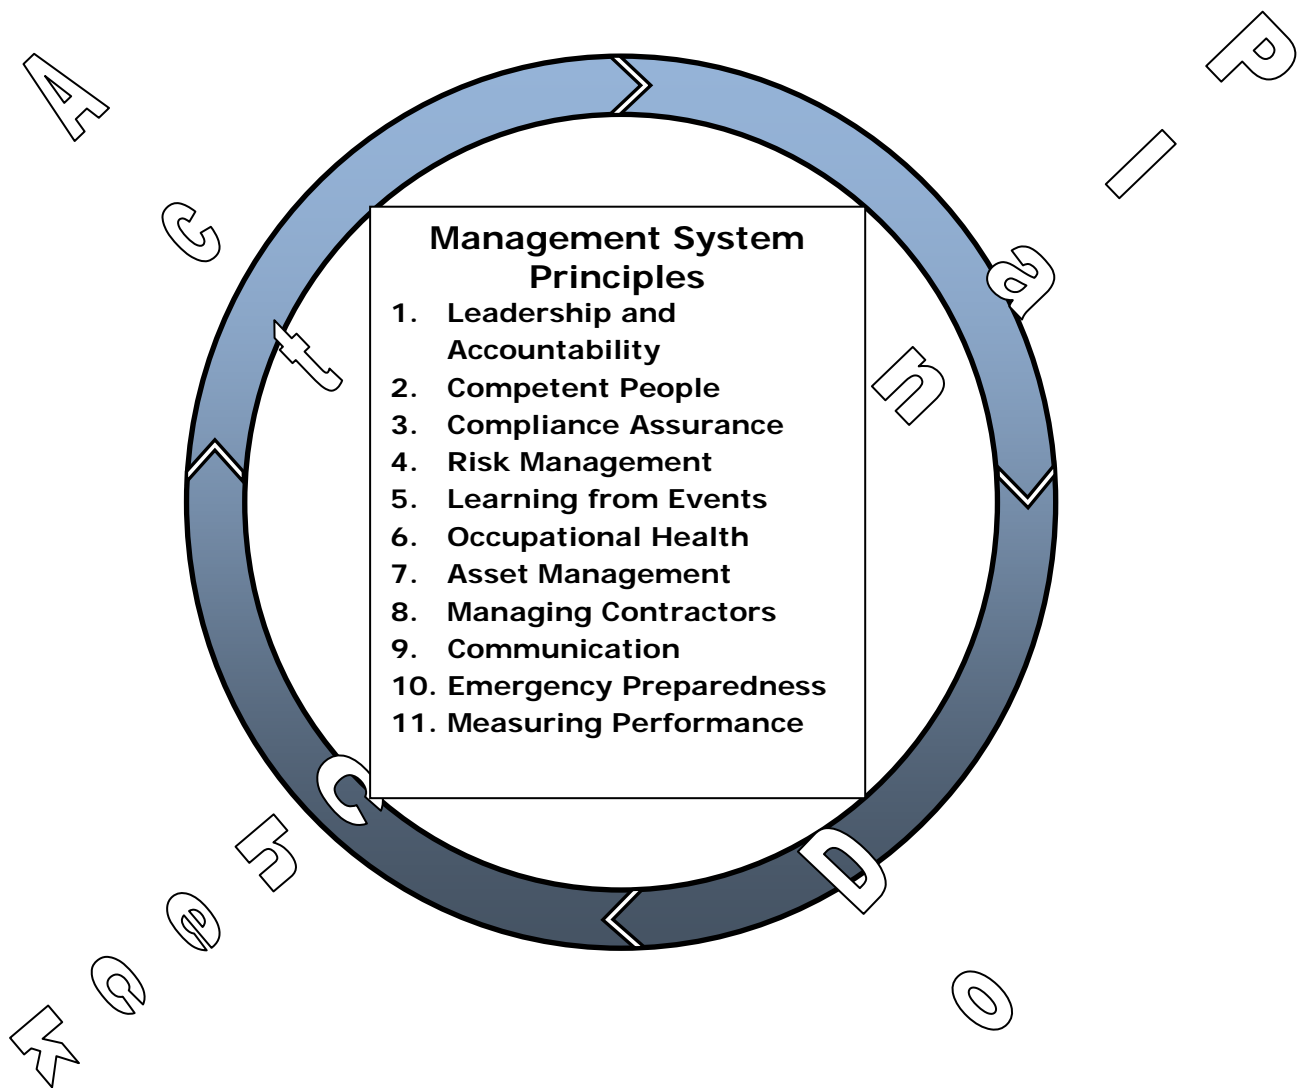 Act
Plan
Management System
Principles
1. Leadership and
Accountability
2. Competent People
3. Compliance Assurance
4. Risk Management
5. Learning from Events
6. Occupational Health
7. Asset Management
8. Managing Contractors
9. Communication
10. Emergency Preparedness
11. Measuring Performance
Check
Do